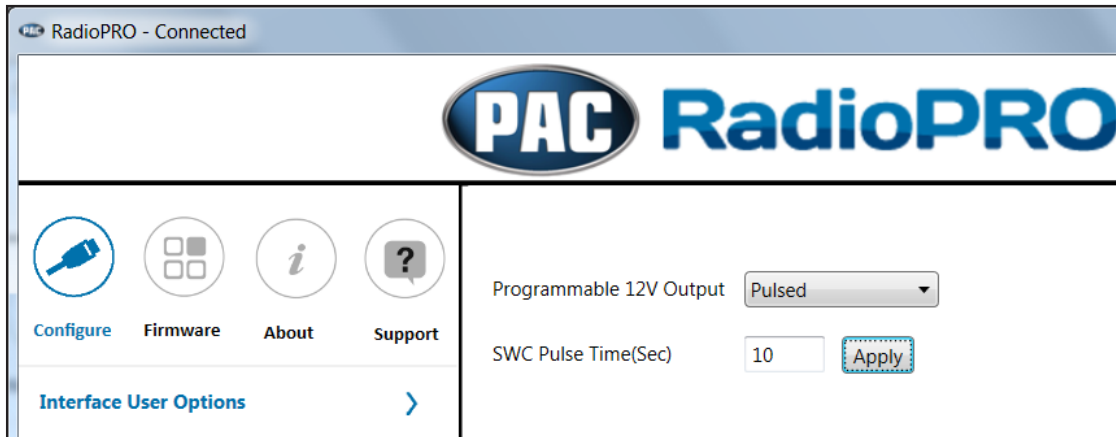 PAC RadioPRO - Connected
PAC RadioPRO
Configure Firmware About Support
Interface User Options
Programmable 12V Output Pulsed
SWC Pulse Time(Sec) 10 Apply